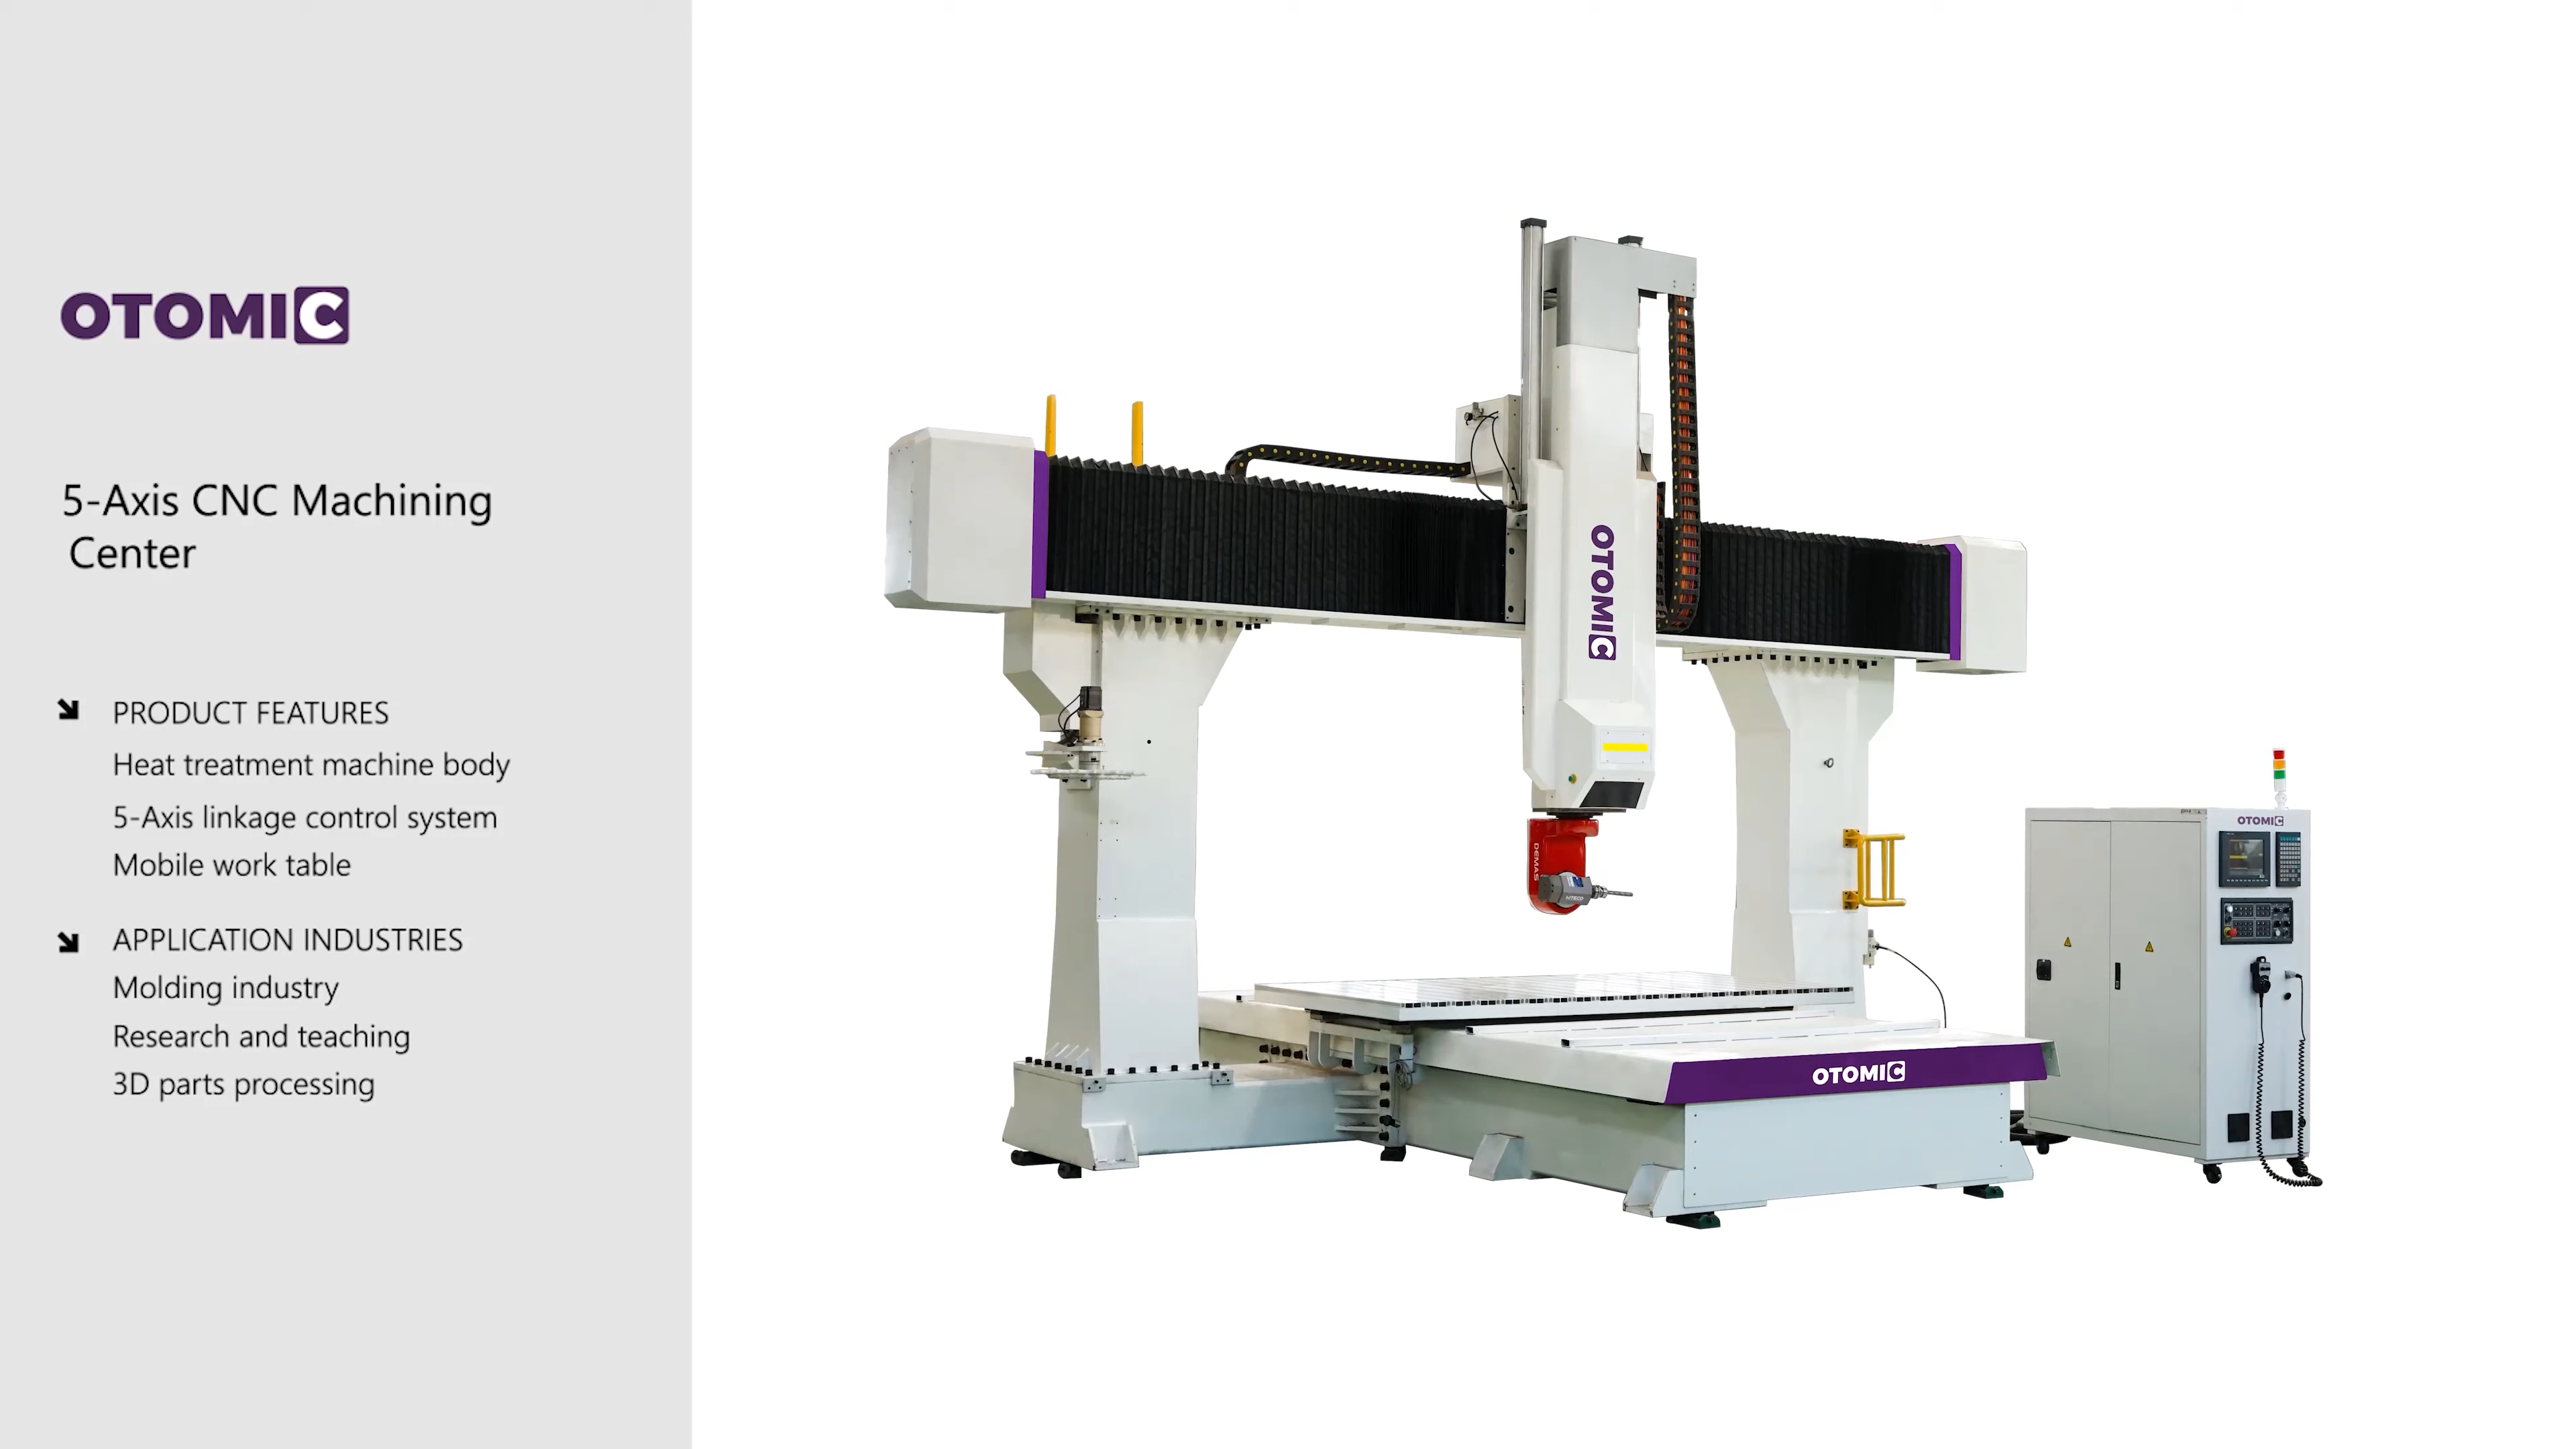 OTOMIC
5-Axis CNC Machining
Center
PRODUCT FEATURES
Heat treatment machine body
5-Axis linkage control system
Mobile work table
APPLICATION INDUSTRIES
Molding industry
Research and teaching
3D parts processing
OTOMIC
DEMAS
OTOMIC
OTOMIC